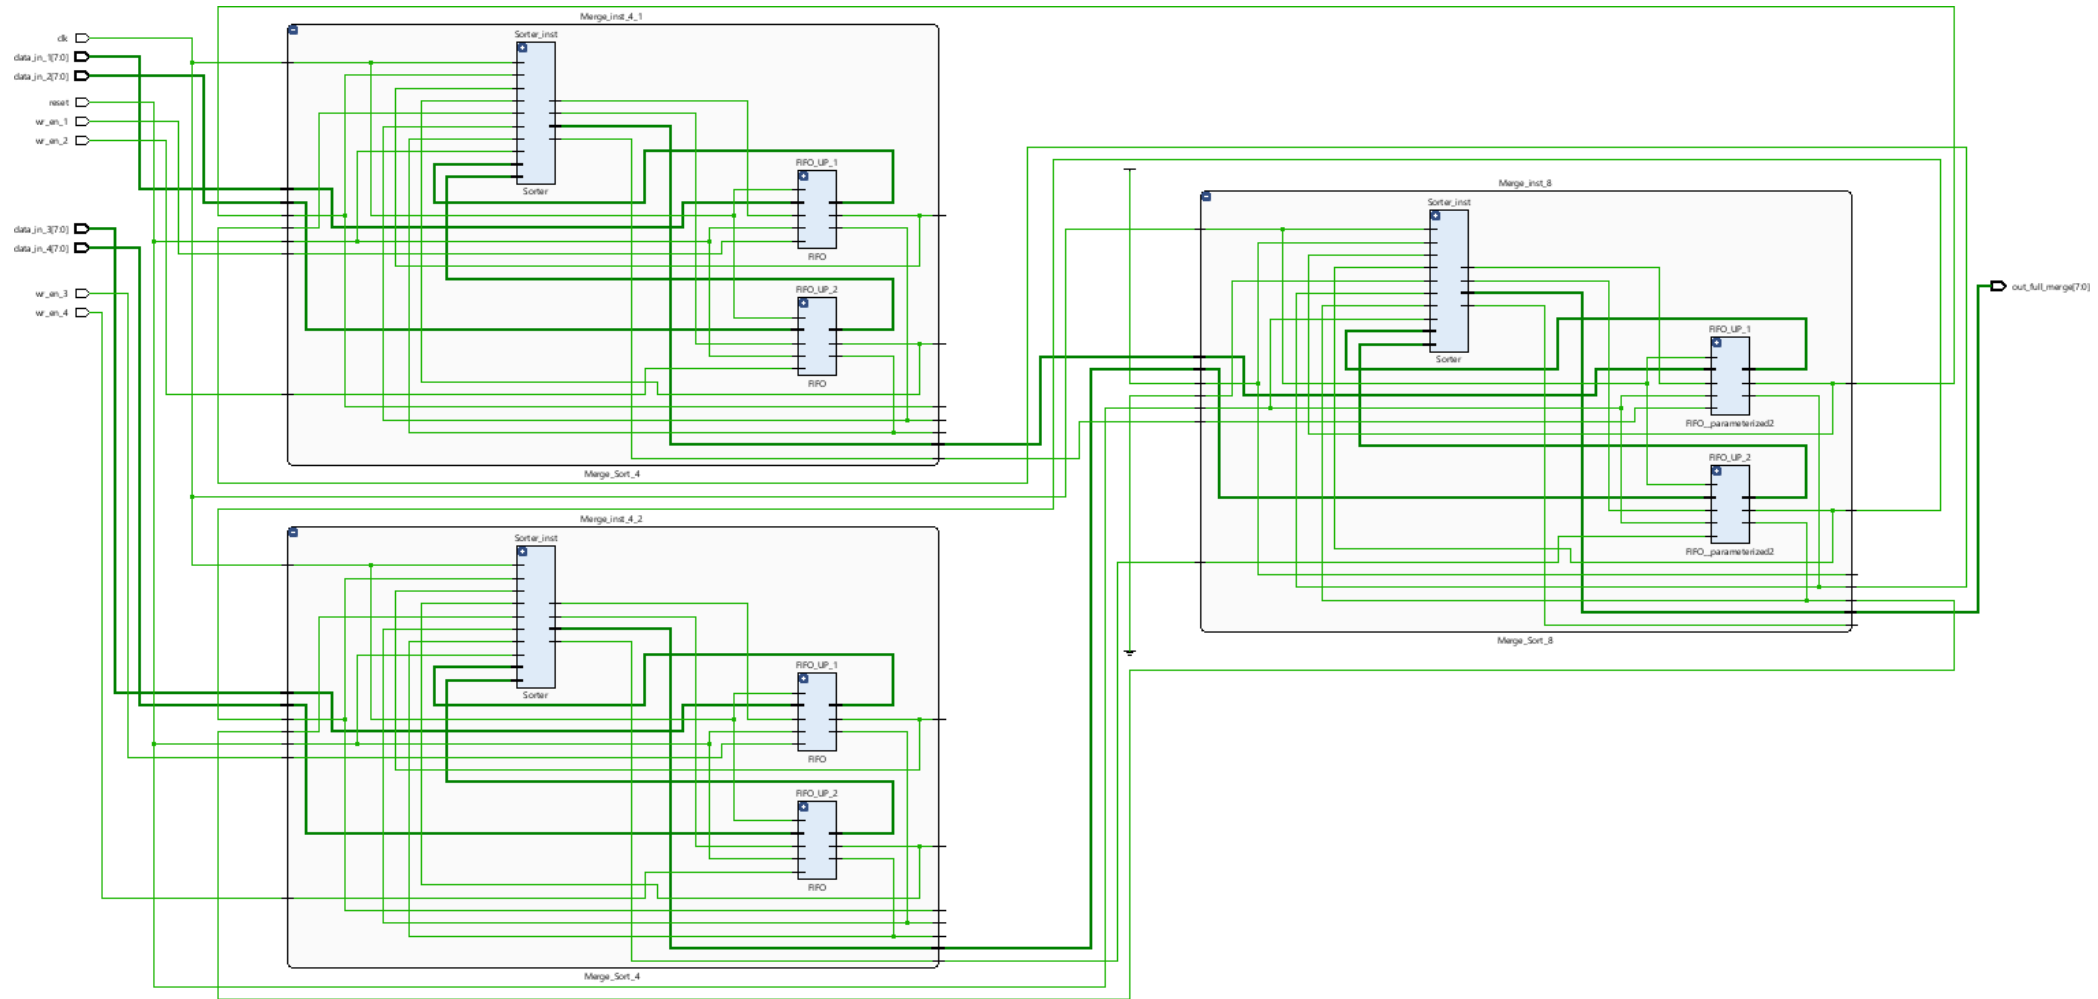 clk
data_in_1[7:0]
data_in_2[7:0]
reset
wr_en_1
wr_en_2
data_in_3[7:0]
data_in_4[7:0]
wr_en_3
wr_en_4
Merge_inst_4_1
Sorter_inst
Sorter
FIFO_UP_1
FIFO
FIFO_UP_2
FIFO
Merge_Sort_4
Merge_inst_4_2
Sorter_inst
Sorter
FIFO_UP_1
FIFO
FIFO_UP_2
FIFO
Merge_Sort_4
Merge_inst_8
Sorter_inst
Sorter
FIFO_UP_1
FIFO__parameterized2
FIFO_UP_2
FIFO__parameterized2
Merge_Sort_8
out_full_merge[7:0]